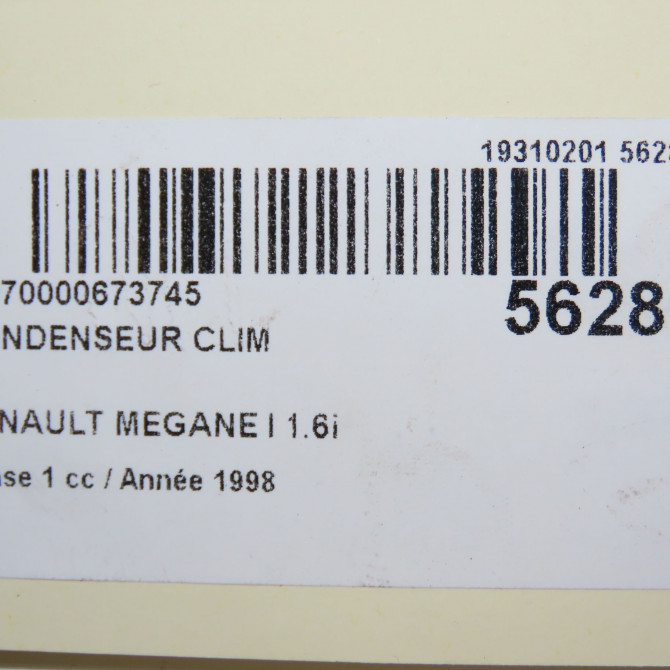 19310201 562
70000673745
5628
NDENSEUR CLIM
NAULT MEGANE I 1.6i
se 1 cc / Année 1998